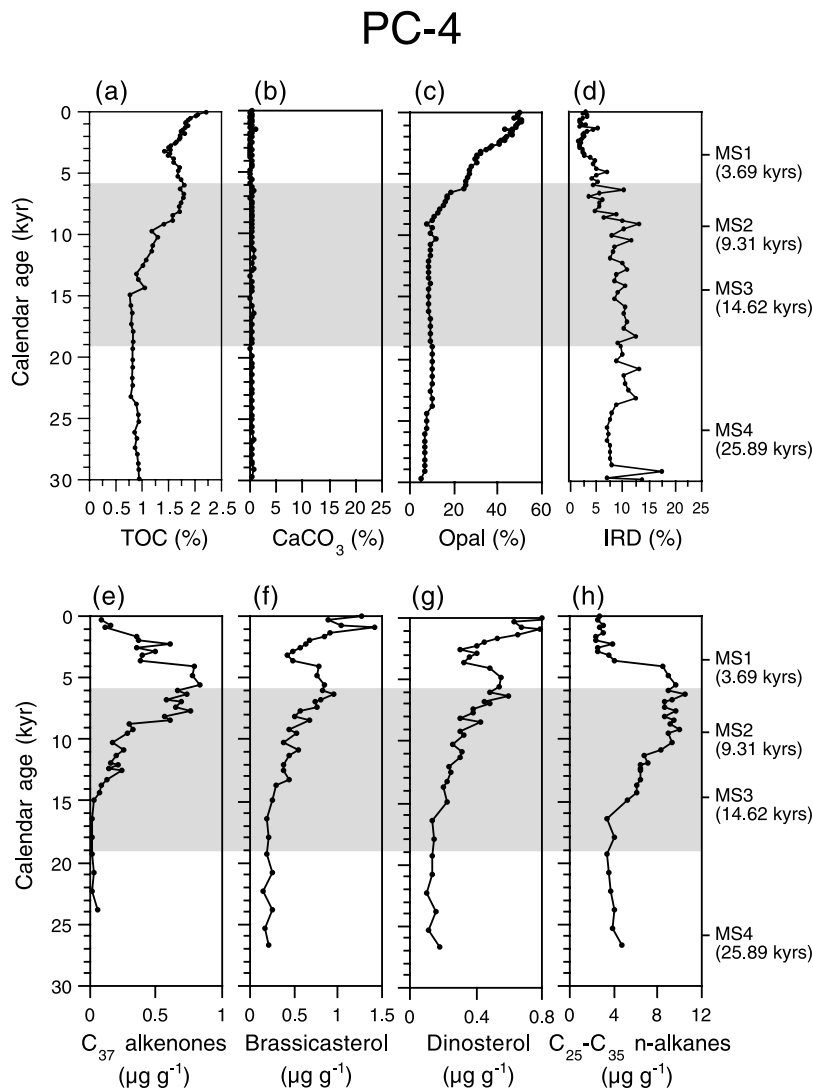 PC-4
(a) (b) (c) (d)
0
5
10
15
20
25
30
Calendar age (kyr)
MS1
(3.69 kyrs)
MS2
(9.31 kyrs)
MS3
(14.62 kyrs)
MS4
(25.89 kyrs)
0 0.5 1 1.5 2 2.5 0 5 10 15 20 25 0 20 40 60 0 5 10 15 20 25
TOC (%) CaCO3 (%) Opal (%) IRD (%)
(e) (f) (g) (h)
0
5
10
15
20
25
30
Calendar age (kyr)
MS1
(3.69 kyrs)
MS2
(9.31 kyrs)
MS3
(14.62 kyrs)
MS4
(25.89 kyrs)
0 0.5 1 0 0.5 1 1.5 0 0.4 0.8 0 3 6 9 12
C37 alkenones Brassicasterol Dinosterol C25-C35 n-alkanes
(μg g-1) (μg g-1) (μg g-1) (μg g-1)